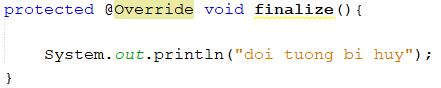 protected @Override void finalize(){
System.out.println("doi tuong bi huy");
}